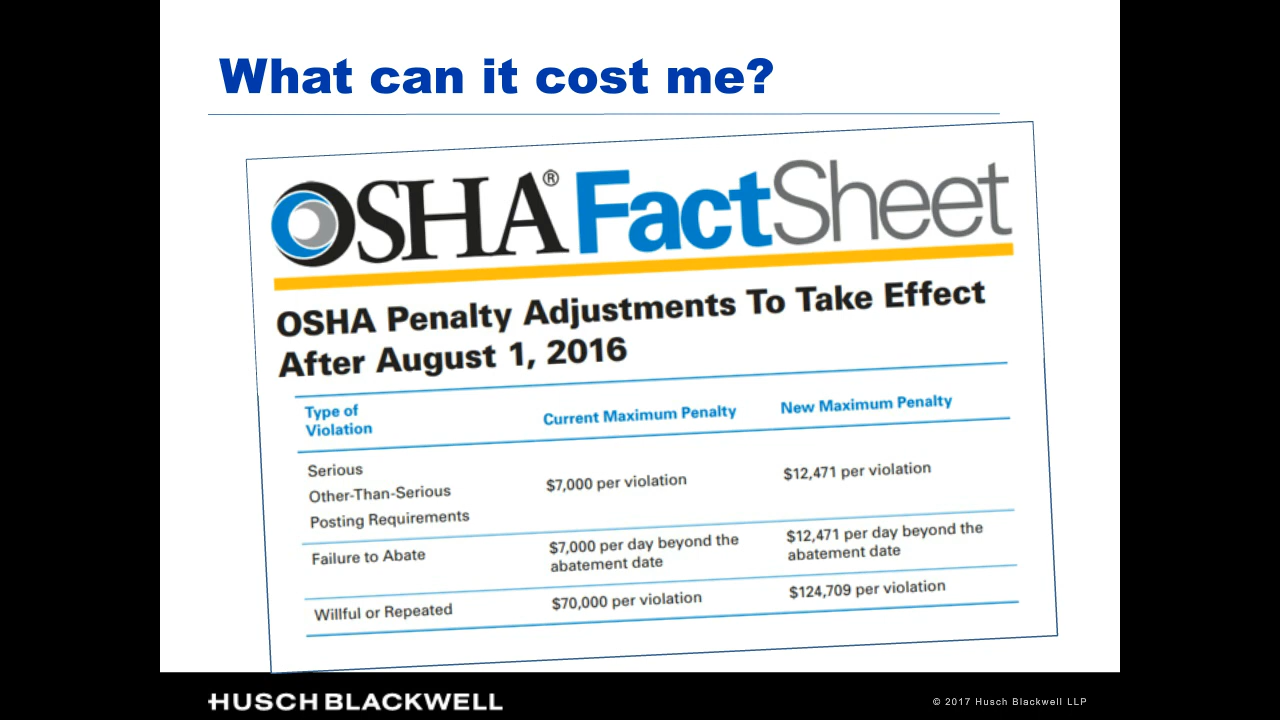 What can it cost me?
OSHA® FactSheet
OSHA Penalty Adjustments To Take Effect
After August 1, 2016
Type of
Violation
Current Maximum Penalty
New Maximum Penalty
Serious
Other-Than-Serious
Posting Requirements
$7,000 per violation
$12,471 per violation
Failure to Abate
$7,000 per day beyond the
abatement date
$12,471 per day beyond the
abatement date
Willful or Repeated
$70,000 per violation
$124,709 per violation
HUSCH BLACKWELL
© 2017 Husch Blackwell LLP